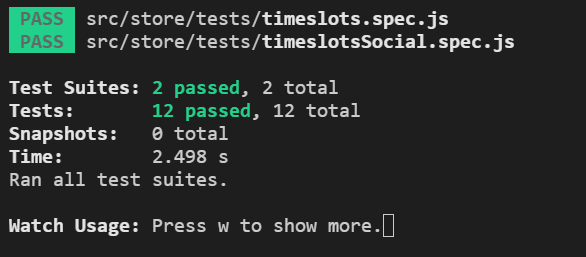 PASS src/store/tests/timeslots.spec.js
PASS src/store/tests/timeslotsSocial.spec.js
Test Suites: 2 passed, 2 total
Tests: 12 passed, 12 total
Snapshots: 0 total
Time: 2.498 s
Ran all test suites.
Watch Usage: Press w to show more.